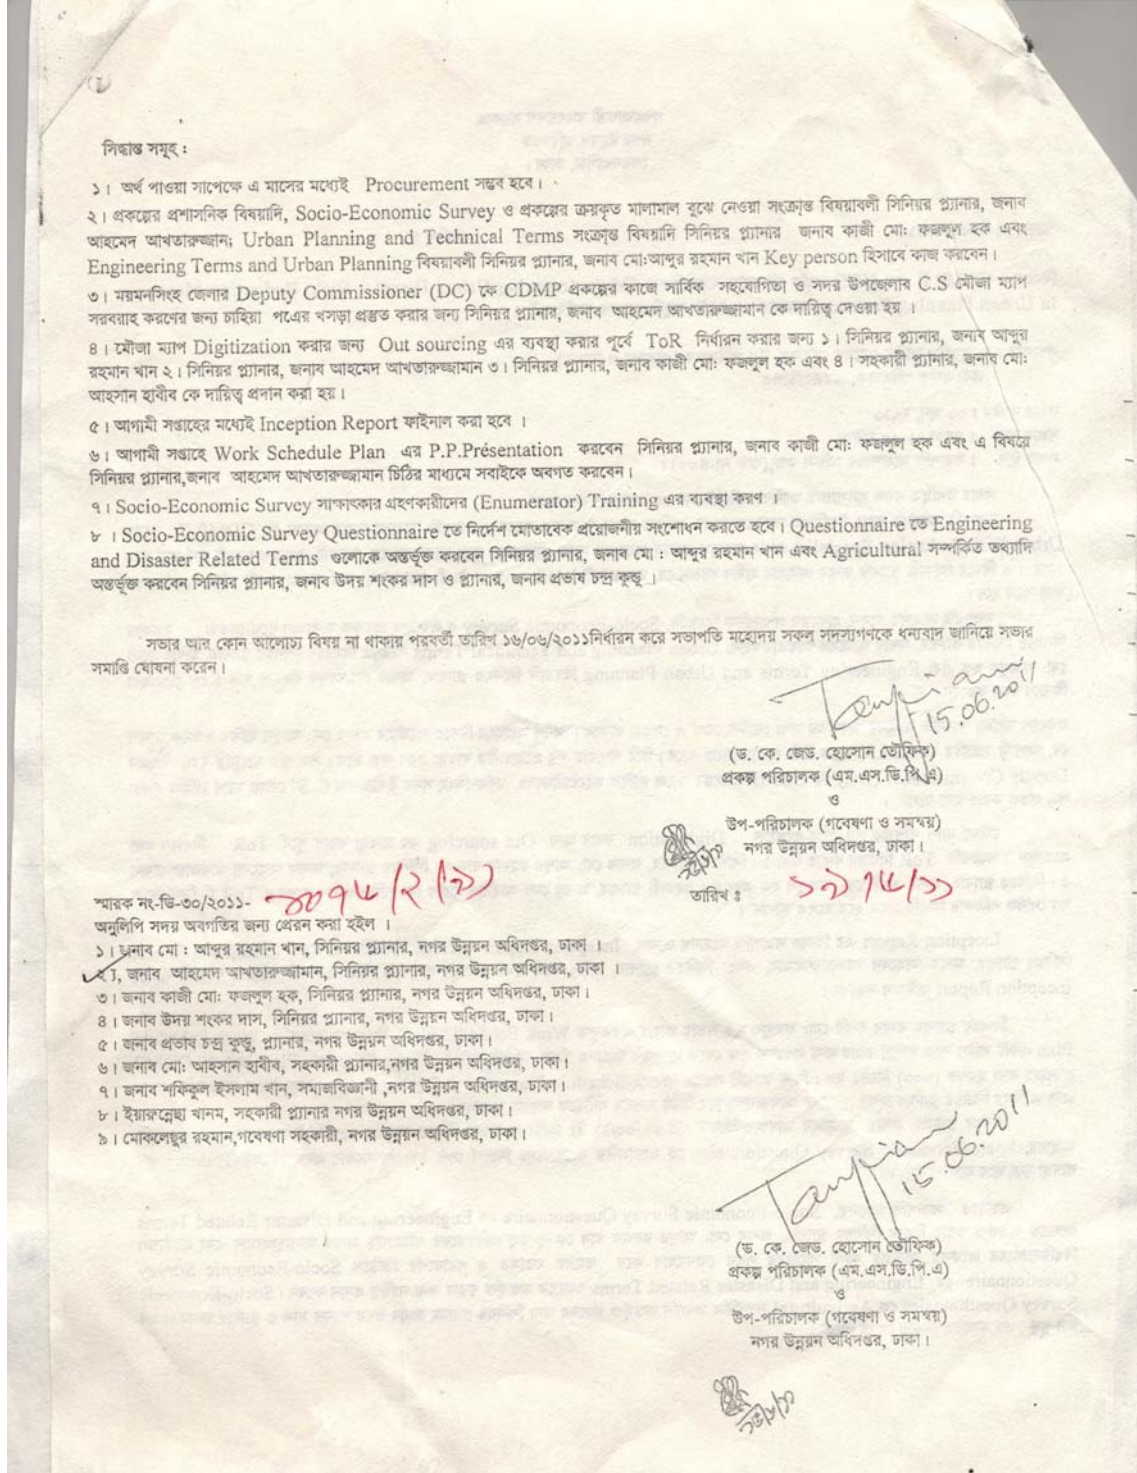 সিদ্ধান্ত সমূহ :
১। অর্থ পাওয়া সাপেক্ষে এ মাসের মধ্যেই Procurement সম্ভব হবে।
২। প্রকল্পের প্রশাসনিক বিষয়াদি, Socio-Economic Survey ও প্রকল্পের ক্রয়কৃত মালামাল বুঝে নেওয়া সংক্রান্ত বিষয়াবলী সিনিয়র প্ল্যানার, জনাব
আহমেদ আখতারুজ্জান; Urban Planning and Technical Terms সংক্রান্ত বিষয়াদি সিনিয়র প্ল্যানার জনাব কাজী মো: ফজলুল হক এবং
Engineering Terms and Urban Planning বিষয়াবলী সিনিয়র প্ল্যানার, জনাব মো:আব্দুর রহমান খান Key person হিসাবে কাজ করবেন।
৩। ময়মনসিংহ জেলার Deputy Commissioner (DC) কে CDMP প্রকল্পের কাজে সার্বিক সহযোগিতা ও সদর উপজেলার C.S মৌজা ম্যাপ
সরবরাহ করণের জন্য চাহিয়া পএের খসড়া প্রস্তুত করার জন্য সিনিয়র প্ল্যানার, জনাব আহমেদ আখতারুজ্জামান কে দায়িত্ব দেওয়া হয় ।
৪। মৌজা ম্যাপ Digitization করার জন্য Out sourcing এর ব্যবস্থা করার পূর্বে ToR নির্ধারন করার জন্য ১। সিনিয়র প্ল্যানার, জনাব আব্দুর
রহমান খান ২। সিনিয়র প্ল্যানার, জনাব আহমেদ আখতারুজ্জামান ৩। সিনিয়র প্ল্যানার, জনাব কাজী মো: ফজলুল হক এবং ৪। সহকারী প্ল্যানার, জনাব মো:
আহসান হাবীব কে দায়িত্ব প্রদান করা হয়।
৫। আগামী সপ্তাহের মধ্যেই Inception Report ফাইনাল করা হবে ।
৬। আগামী সপ্তাহে Work Schedule Plan এর P.P.Présentation করবেন সিনিয়র প্ল্যানার, জনাব কাজী মো: ফজলুল হক এবং এ বিষয়ে
সিনিয়র প্ল্যানার,জনাব আহমেদ আখতারুজ্জামান চিঠির মাধ্যমে সবাইকে অবগত করবেন।
৭। Socio-Economic Survey সাক্ষাৎকার গ্রহণকারীদের (Enumerator) Training এর ব্যবস্থা করণ ।
৮ । Socio-Economic Survey Questionnaire তে নির্দেশ মোতাবেক প্রয়োজনীয় সংশোধন করতে হবে। Questionnaire তে Engineering
and Disaster Related Terms গুলোকে অন্তর্ভূক্ত করবেন সিনিয়র প্ল্যানার, জনাব মো : আব্দুর রহমান খান এবং Agricultural সম্পর্কিত তথ্যাদি
অন্তর্ভূক্ত করবেন সিনিয়র প্ল্যানার, জনাব উদয় শংকর দাস ও প্ল্যানার, জনাব প্রভাষ চন্দ্র কুন্ডু ।
সভার আর কোন আলোচ্য বিষয় না থাকায় পরবর্তী তারিখ ১৬/০৬/২০১১নির্ধারন করে সভাপতি মহোদয় সকল সদস্যগণকে ধন্যবাদ জানিয়ে সভার
সমাপ্তি ঘোষনা করেন।
15.06.2011
(ড. কে. জেড. হোসেন তৌফিক)
প্রকল্প পরিচালক (এম.এস.ডি.পি.এ)
ও
উপ-পরিচালক (গবেষণা ও সমন্বয়)
নগর উন্নয়ন অধিদপ্তর, ঢাকা।
স্মারক নং-ডি-৩০/২০১১-
তারিখ ঃ
অনুলিপি সদয় অবগতির জন্য প্রেরন করা হইল ।
১। জনাব মো : আব্দুর রহমান খান, সিনিয়র প্ল্যানার, নগর উন্নয়ন অধিদপ্তর, ঢাকা ।
২), জনাব আহমেদ আখতারুজ্জামান, সিনিয়র প্ল্যানার, নগর উন্নয়ন অধিদপ্তর, ঢাকা ।
৩। জনাব কাজী মো: ফজলুল হক, সিনিয়র প্ল্যানার, নগর উন্নয়ন অধিদপ্তর, ঢাকা।
৪। জনাব উদয় শংকর দাস, সিনিয়র প্ল্যানার, নগর উন্নয়ন অধিদপ্তর, ঢাকা।
৫। জনাব প্রভাষ চন্দ্র কুন্ডু, প্ল্যানার, নগর উন্নয়ন অধিদপ্তর, ঢাকা।
৬। জনাব মো: আহসান হাবীব, সহকারী প্ল্যানার,নগর উন্নয়ন অধিদপ্তর, ঢাকা।
৭। জনাব শফিকুল ইসলাম খান, সমাজবিজ্ঞানী ,নগর উন্নয়ন অধিদপ্তর, ঢাকা।
৮। ইয়ারুন্নেছা খানম, সহকারী প্ল্যানার নগর উন্নয়ন অধিদপ্তর, ঢাকা।
৯। মোকলেছুর রহমান,গবেষণা সহকারী, নগর উন্নয়ন অধিদপ্তর, ঢাকা।
15.06.2011
(ড. কে. জেড. হোসেন তৌফিক)
প্রকল্প পরিচালক (এম.এস.ডি.পি.এ)
ও
উপ-পরিচালক (গবেষণা ও সমন্বয়)
নগর উন্নয়ন অধিদপ্তর, ঢাকা।